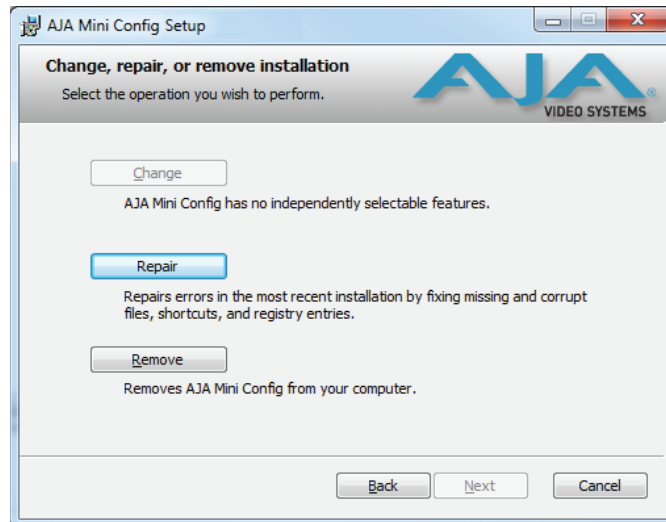 AJA Mini Config Setup
Change, repair, or remove installation
Select the operation you wish to perform.
AJA
VIDEO SYSTEMS
Change
AJA Mini Config has no independently selectable features.
Repair
Repairs errors in the most recent installation by fixing missing and corrupt
files, shortcuts, and registry entries.
Remove
Removes AJA Mini Config from your computer.
Back
Next
Cancel